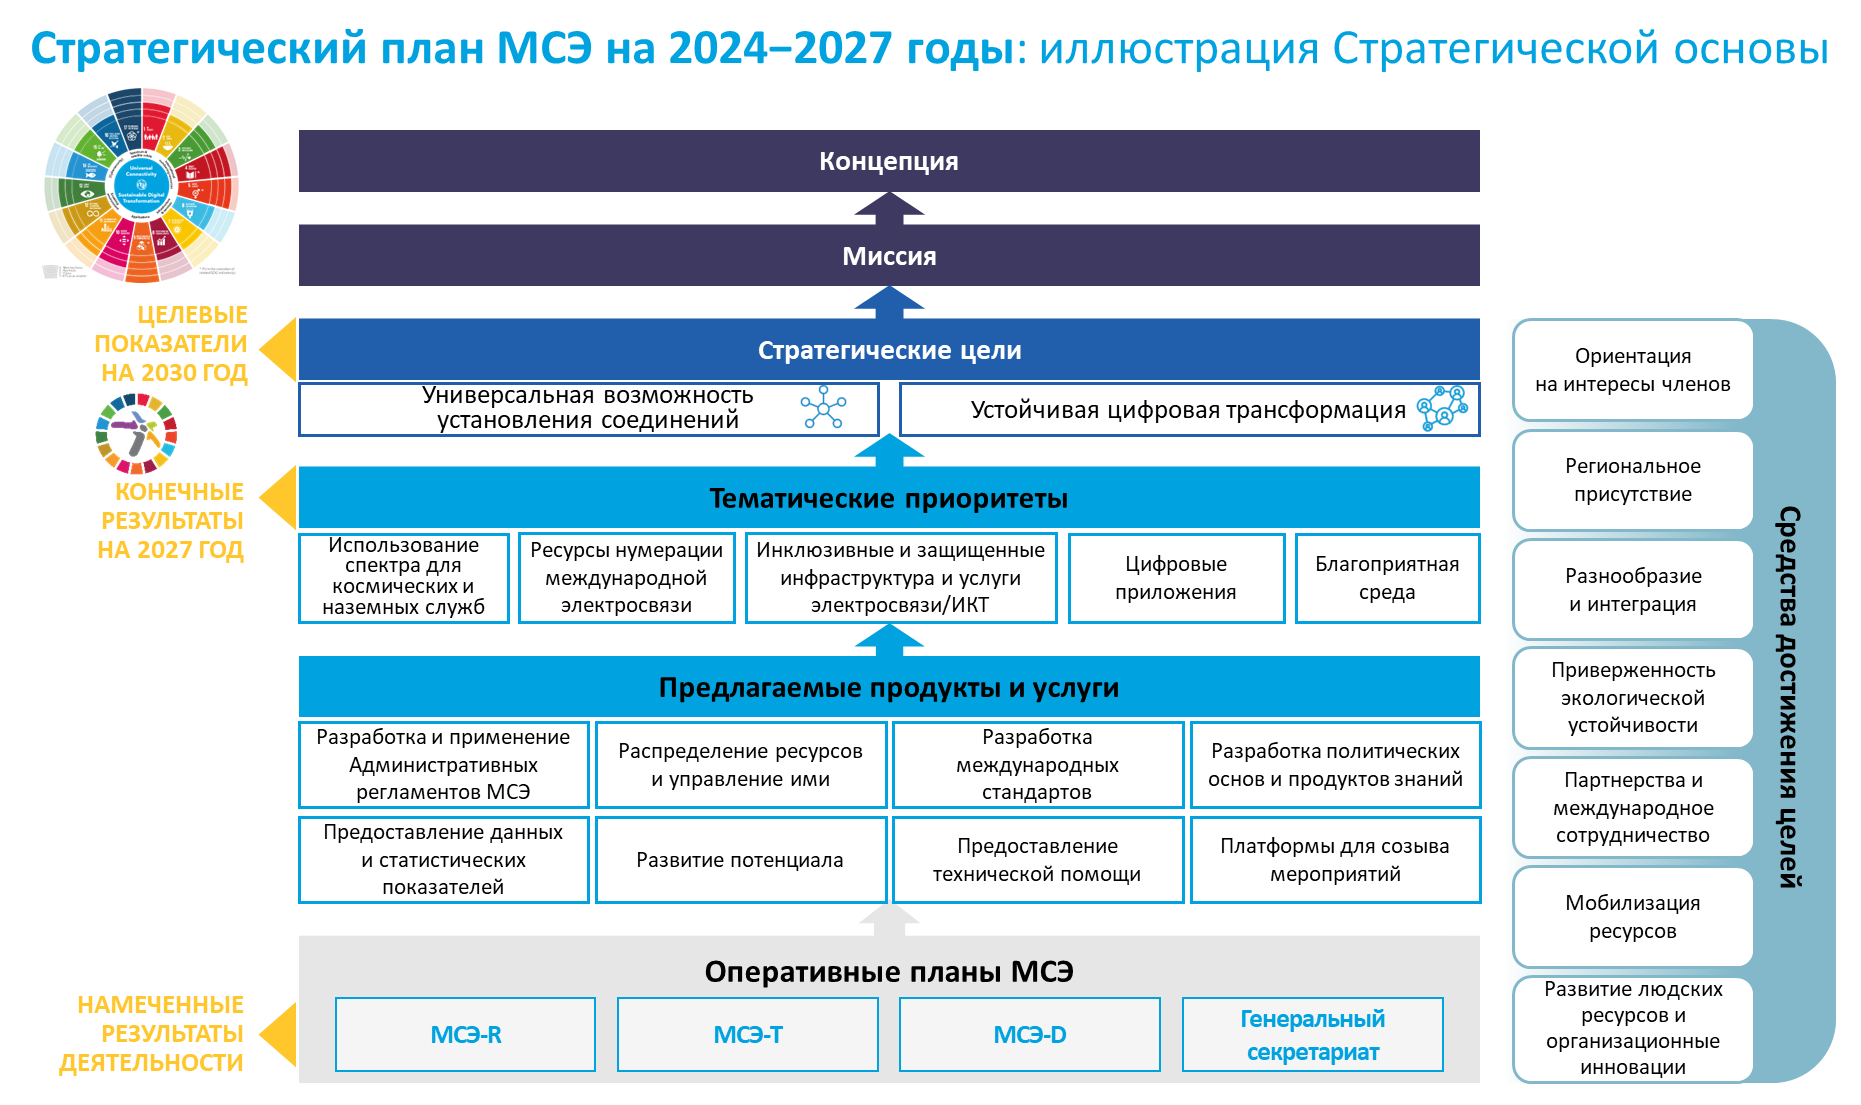 Стратегический план МСЭ на 2024–2027 годы: иллюстрация Стратегической основы
Universal
Connectivity
Sustainable Digital
Transformation
Концепция
Миссия
ЦЕЛЕВЫЕ
ПОКАЗАТЕЛИ
НА 2030 ГОД
Стратегические цели
Универсальная возможность
установления соединений
Устойчивая цифровая трансформация
КОНЕЧНЫЕ
РЕЗУЛЬТАТЫ
НА 2027 ГОД
Тематические приоритеты
Использование
спектра для
космических и
наземных служб
Ресурсы нумерации
международной
электросвязи
Инклюзивные и защищенные
инфраструктура и услуги
электросвязи/ИКТ
Цифровые
приложения
Благоприятная
среда
Предлагаемые продукты и услуги
Разработка и применение
Административных
регламентов МСЭ
Распределение ресурсов
и управление ими
Разработка
международных
стандартов
Разработка политических
основ и продуктов знаний
Предоставление данных
и статистических
показателей
Развитие потенциала
Предоставление
технической помощи
Платформы для созыва
мероприятий
НАМЕЧЕННЫЕ
РЕЗУЛЬТАТЫ
ДЕЯТЕЛЬНОСТИ
Оперативные планы МСЭ
МСЭ-R
МСЭ-T
МСЭ-D
Генеральный
секретариат
Ориентация
на интересы членов
Региональное
присутствие
Разнообразие
и интеграция
Приверженность
экологической
устойчивости
Партнерства и
международное
сотрудничество
Мобилизация
ресурсов
Развитие людских
ресурсов и
организационные
инновации
Средства достижения целей